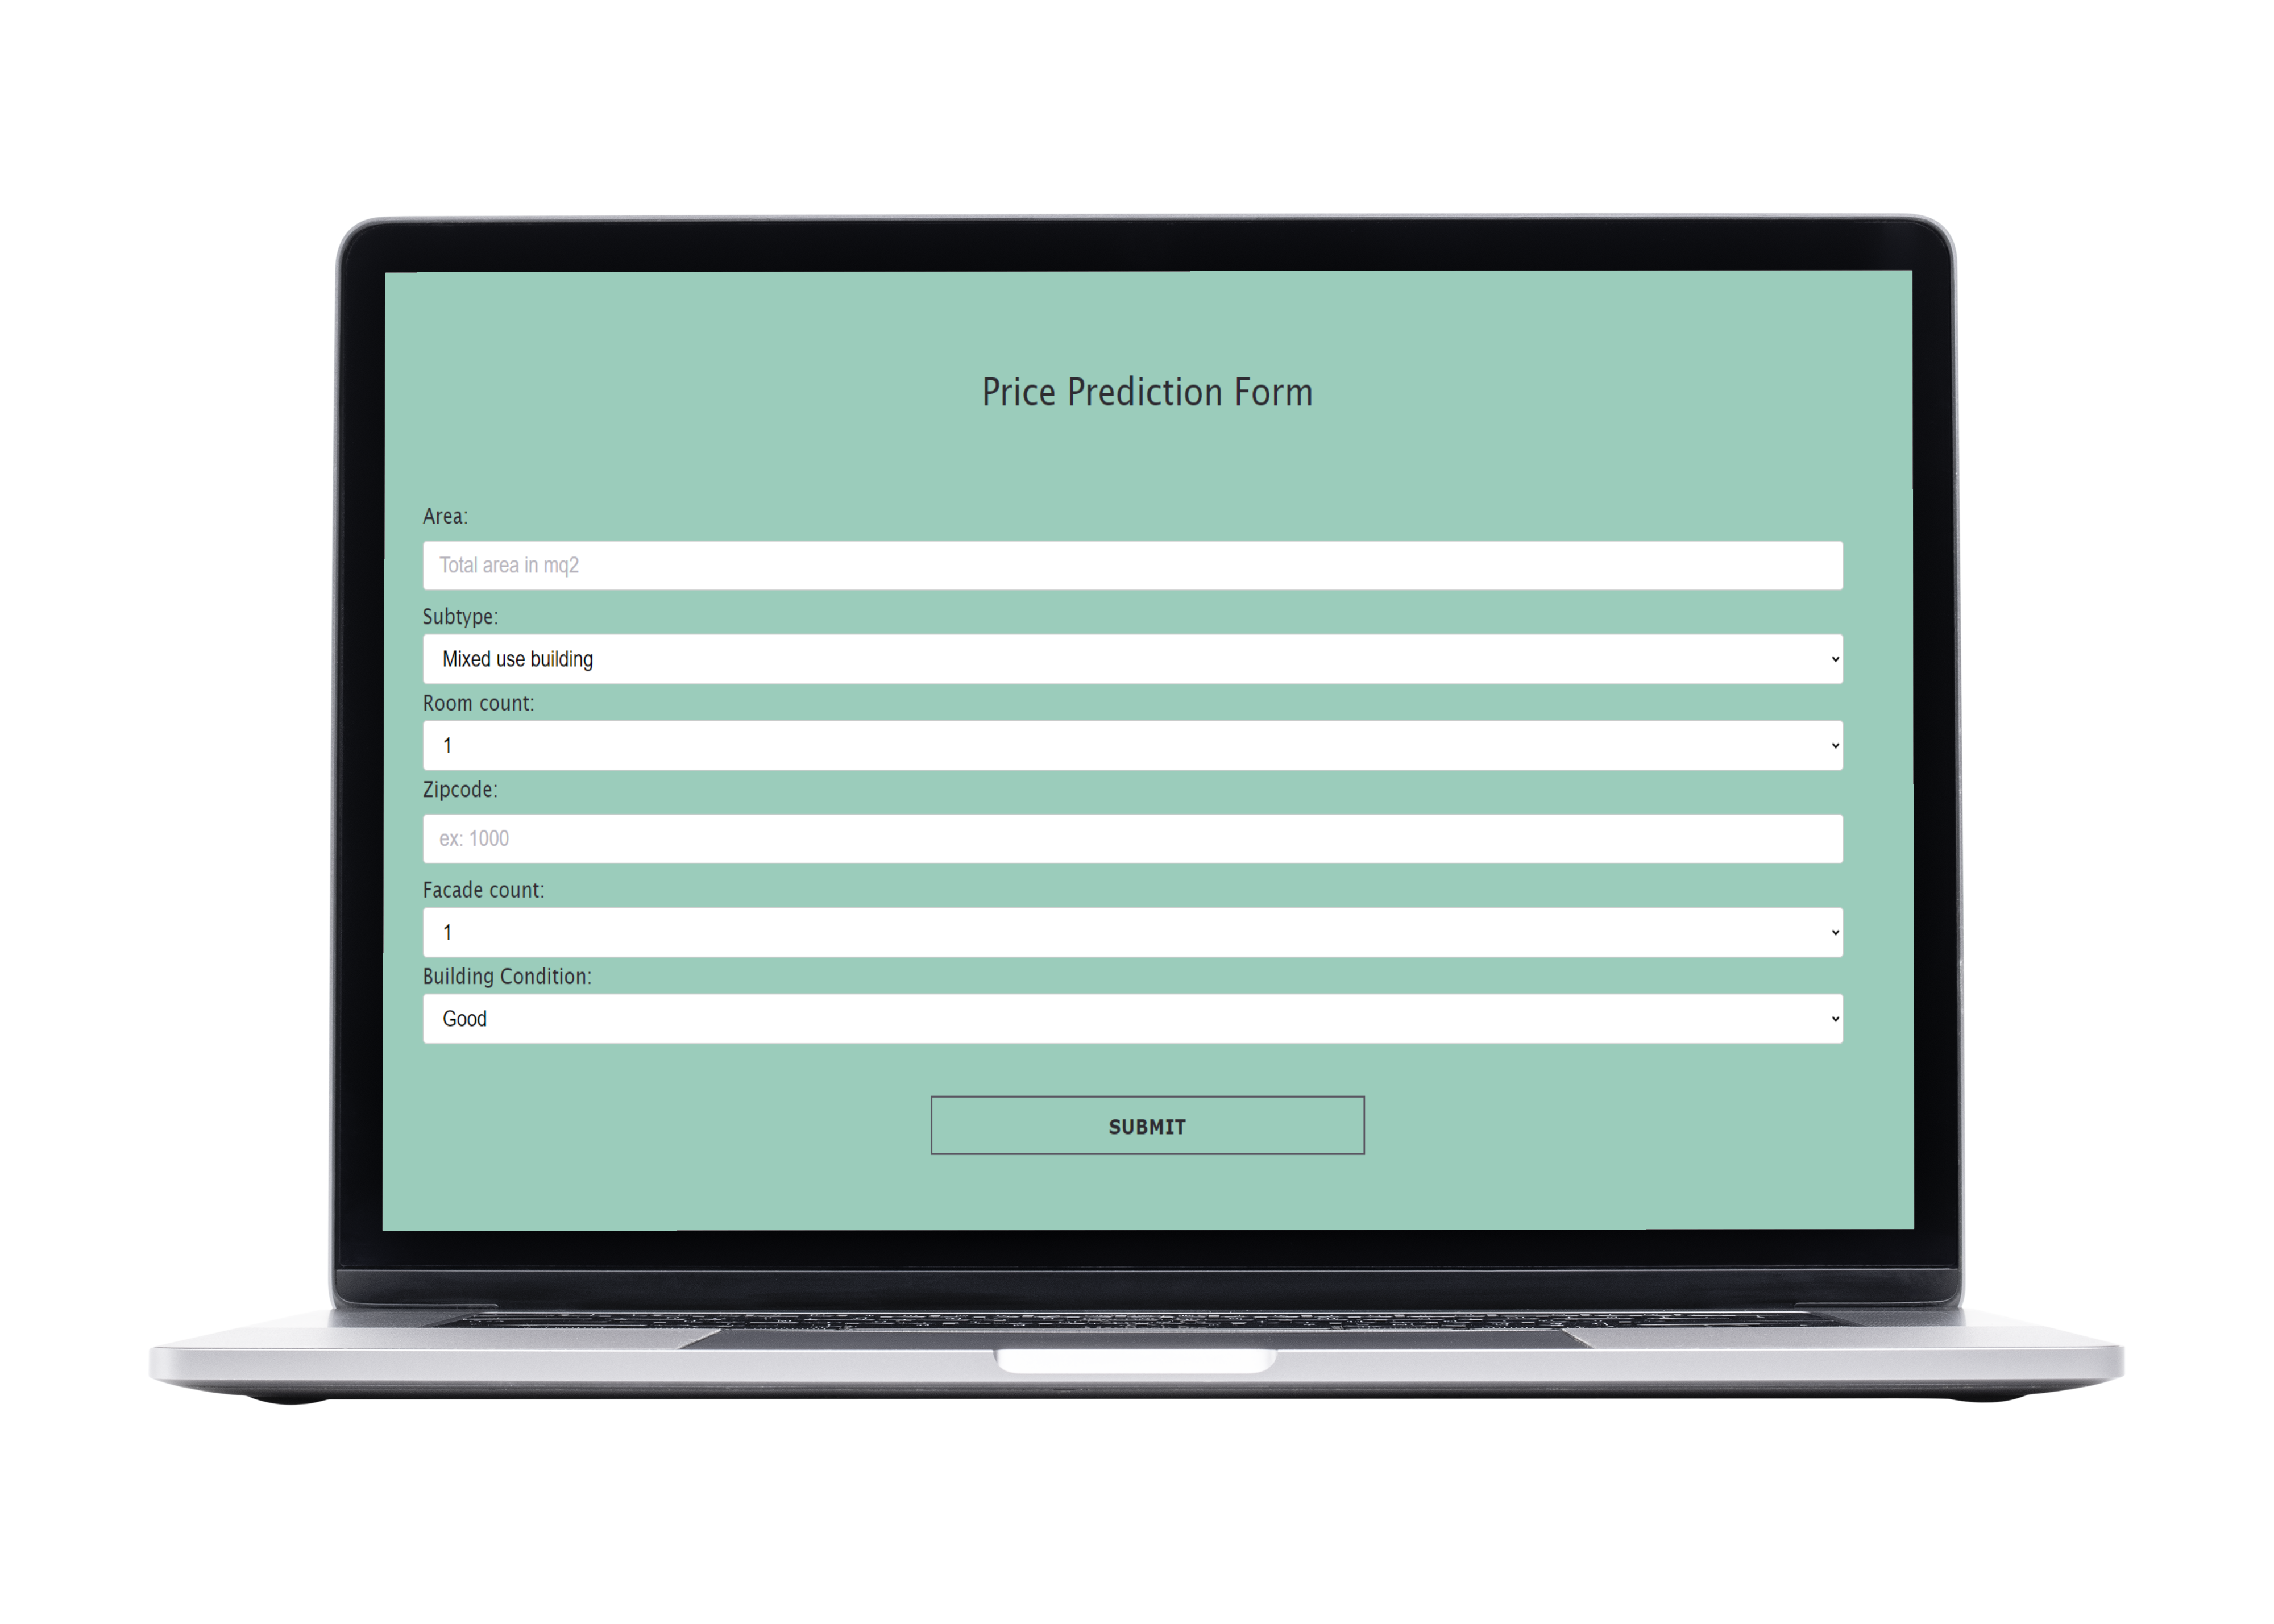 Price Prediction Form
Area:
Total area in mq2
Subtype:
Mixed use building
Room count:
1
Zipcode:
ex: 1000
Facade count:
1
Building Condition:
Good
SUBMIT